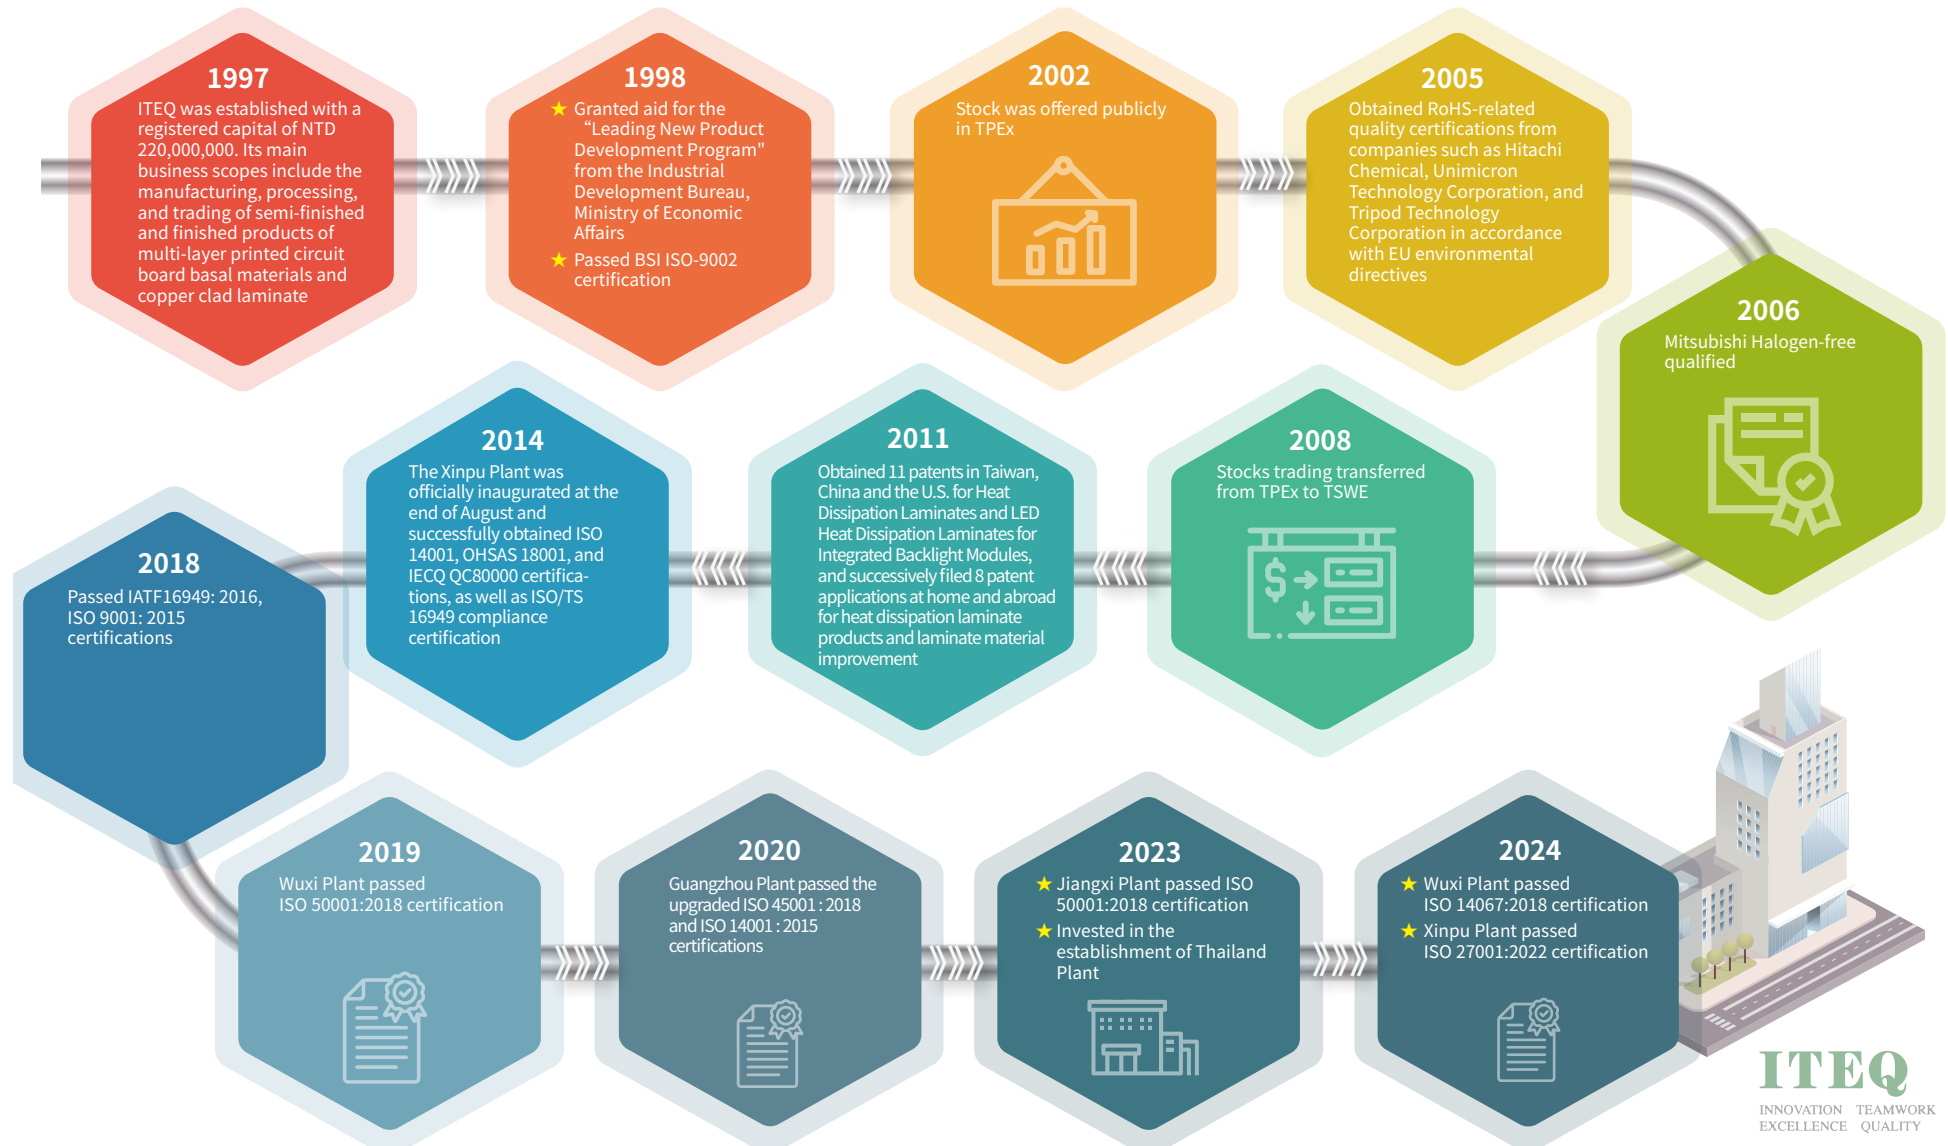 1997
ITEQ was established with a
registered capital of NTD
220,000,000. Its main
business scopes include the
manufacturing, processing,
and trading of semi-finished
and finished products of
multi-layer printed circuit
board basal materials and
copper clad laminate
1998
Granted aid for the
“Leading New Product
Development Program"
from the Industrial
Development Bureau,
Ministry of Economic
Affairs
Passed BSI ISO-9002
certification
2002
Stock was offered publicly
in TPEx
2005
Obtained RoHS-related
quality certifications from
companies such as Hitachi
Chemical, Unimicron
Technology Corporation, and
Tripod Technology
Corporation in accordance
with EU environmental
directives
2006
Mitsubishi Halogen-free
qualified
2008
Stocks trading transferred
from TPEx to TSWE
$
2011
Obtained 11 patents in Taiwan,
China and the U.S. for Heat
Dissipation Laminates and LED
Heat Dissipation Laminates for
Integrated Backlight Modules,
and successively filed 8 patent
applications at home and abroad
for heat dissipation laminate
products and laminate material
improvement
2014
The Xinpu Plant was
officially inaugurated at the
end of August and
successfully obtained ISO
14001, OHSAS 18001, and
IECQ QC80000 certifica-
tions, as well as ISO/TS
16949 compliance
certification
2018
Passed IATF16949: 2016,
ISO 9001: 2015
certifications
2019
Wuxi Plant passed
ISO 50001:2018 certification
2020
Guangzhou Plant passed the
upgraded ISO 45001 : 2018
and ISO 14001 : 2015
certifications
2023
Jiangxi Plant passed ISO
50001:2018 certification
Invested in the
establishment of Thailand
Plant
2024
Wuxi Plant passed
ISO 14067:2018 certification
Xinpu Plant passed
ISO 27001:2022 certification
ITEQ
INNOVATION TEAMWORK
EXCELLENCE QUALITY